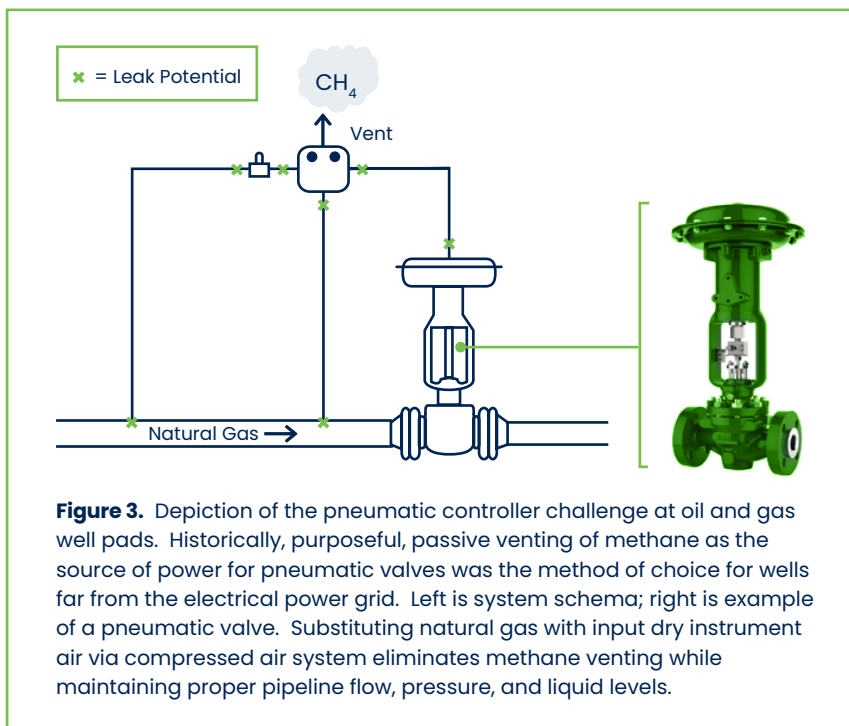 × = Leak Potential
CH₄
Vent
Natural Gas →
Figure 3. Depiction of the pneumatic controller challenge at oil and gas
well pads. Historically, purposeful, passive venting of methane as the
source of power for pneumatic valves was the method of choice for wells
far from the electrical power grid. Left is system schema; right is example
of a pneumatic valve. Substituting natural gas with input dry instrument
air via compressed air system eliminates methane venting while
maintaining proper pipeline flow, pressure, and liquid levels.